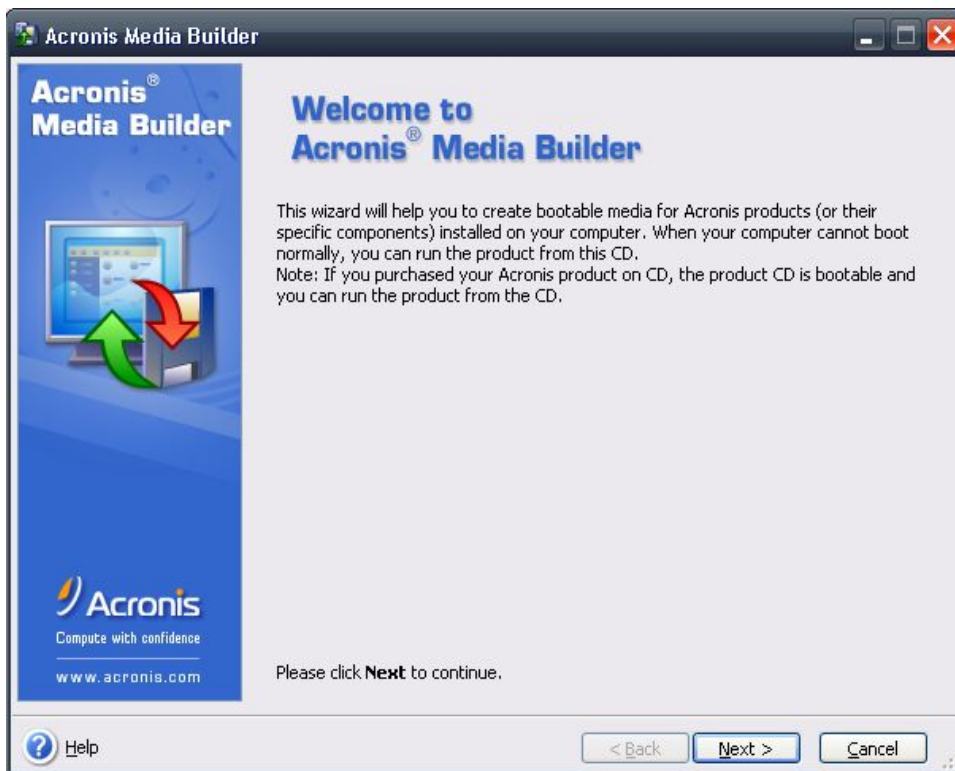 Acronis Media Builder
Acronis®
Media Builder
Welcome to
Acronis® Media Builder
This wizard will help you to create bootable media for Acronis products (or their
specific components) installed on your computer. When your computer cannot boot
normally, you can run the product from this CD.
Note: If you purchased your Acronis product on CD, the product CD is bootable and
you can run the product from the CD.
Acronis
Compute with confidence
www.acronis.com
Please click Next to continue.
Help
< Back
Next >
Cancel